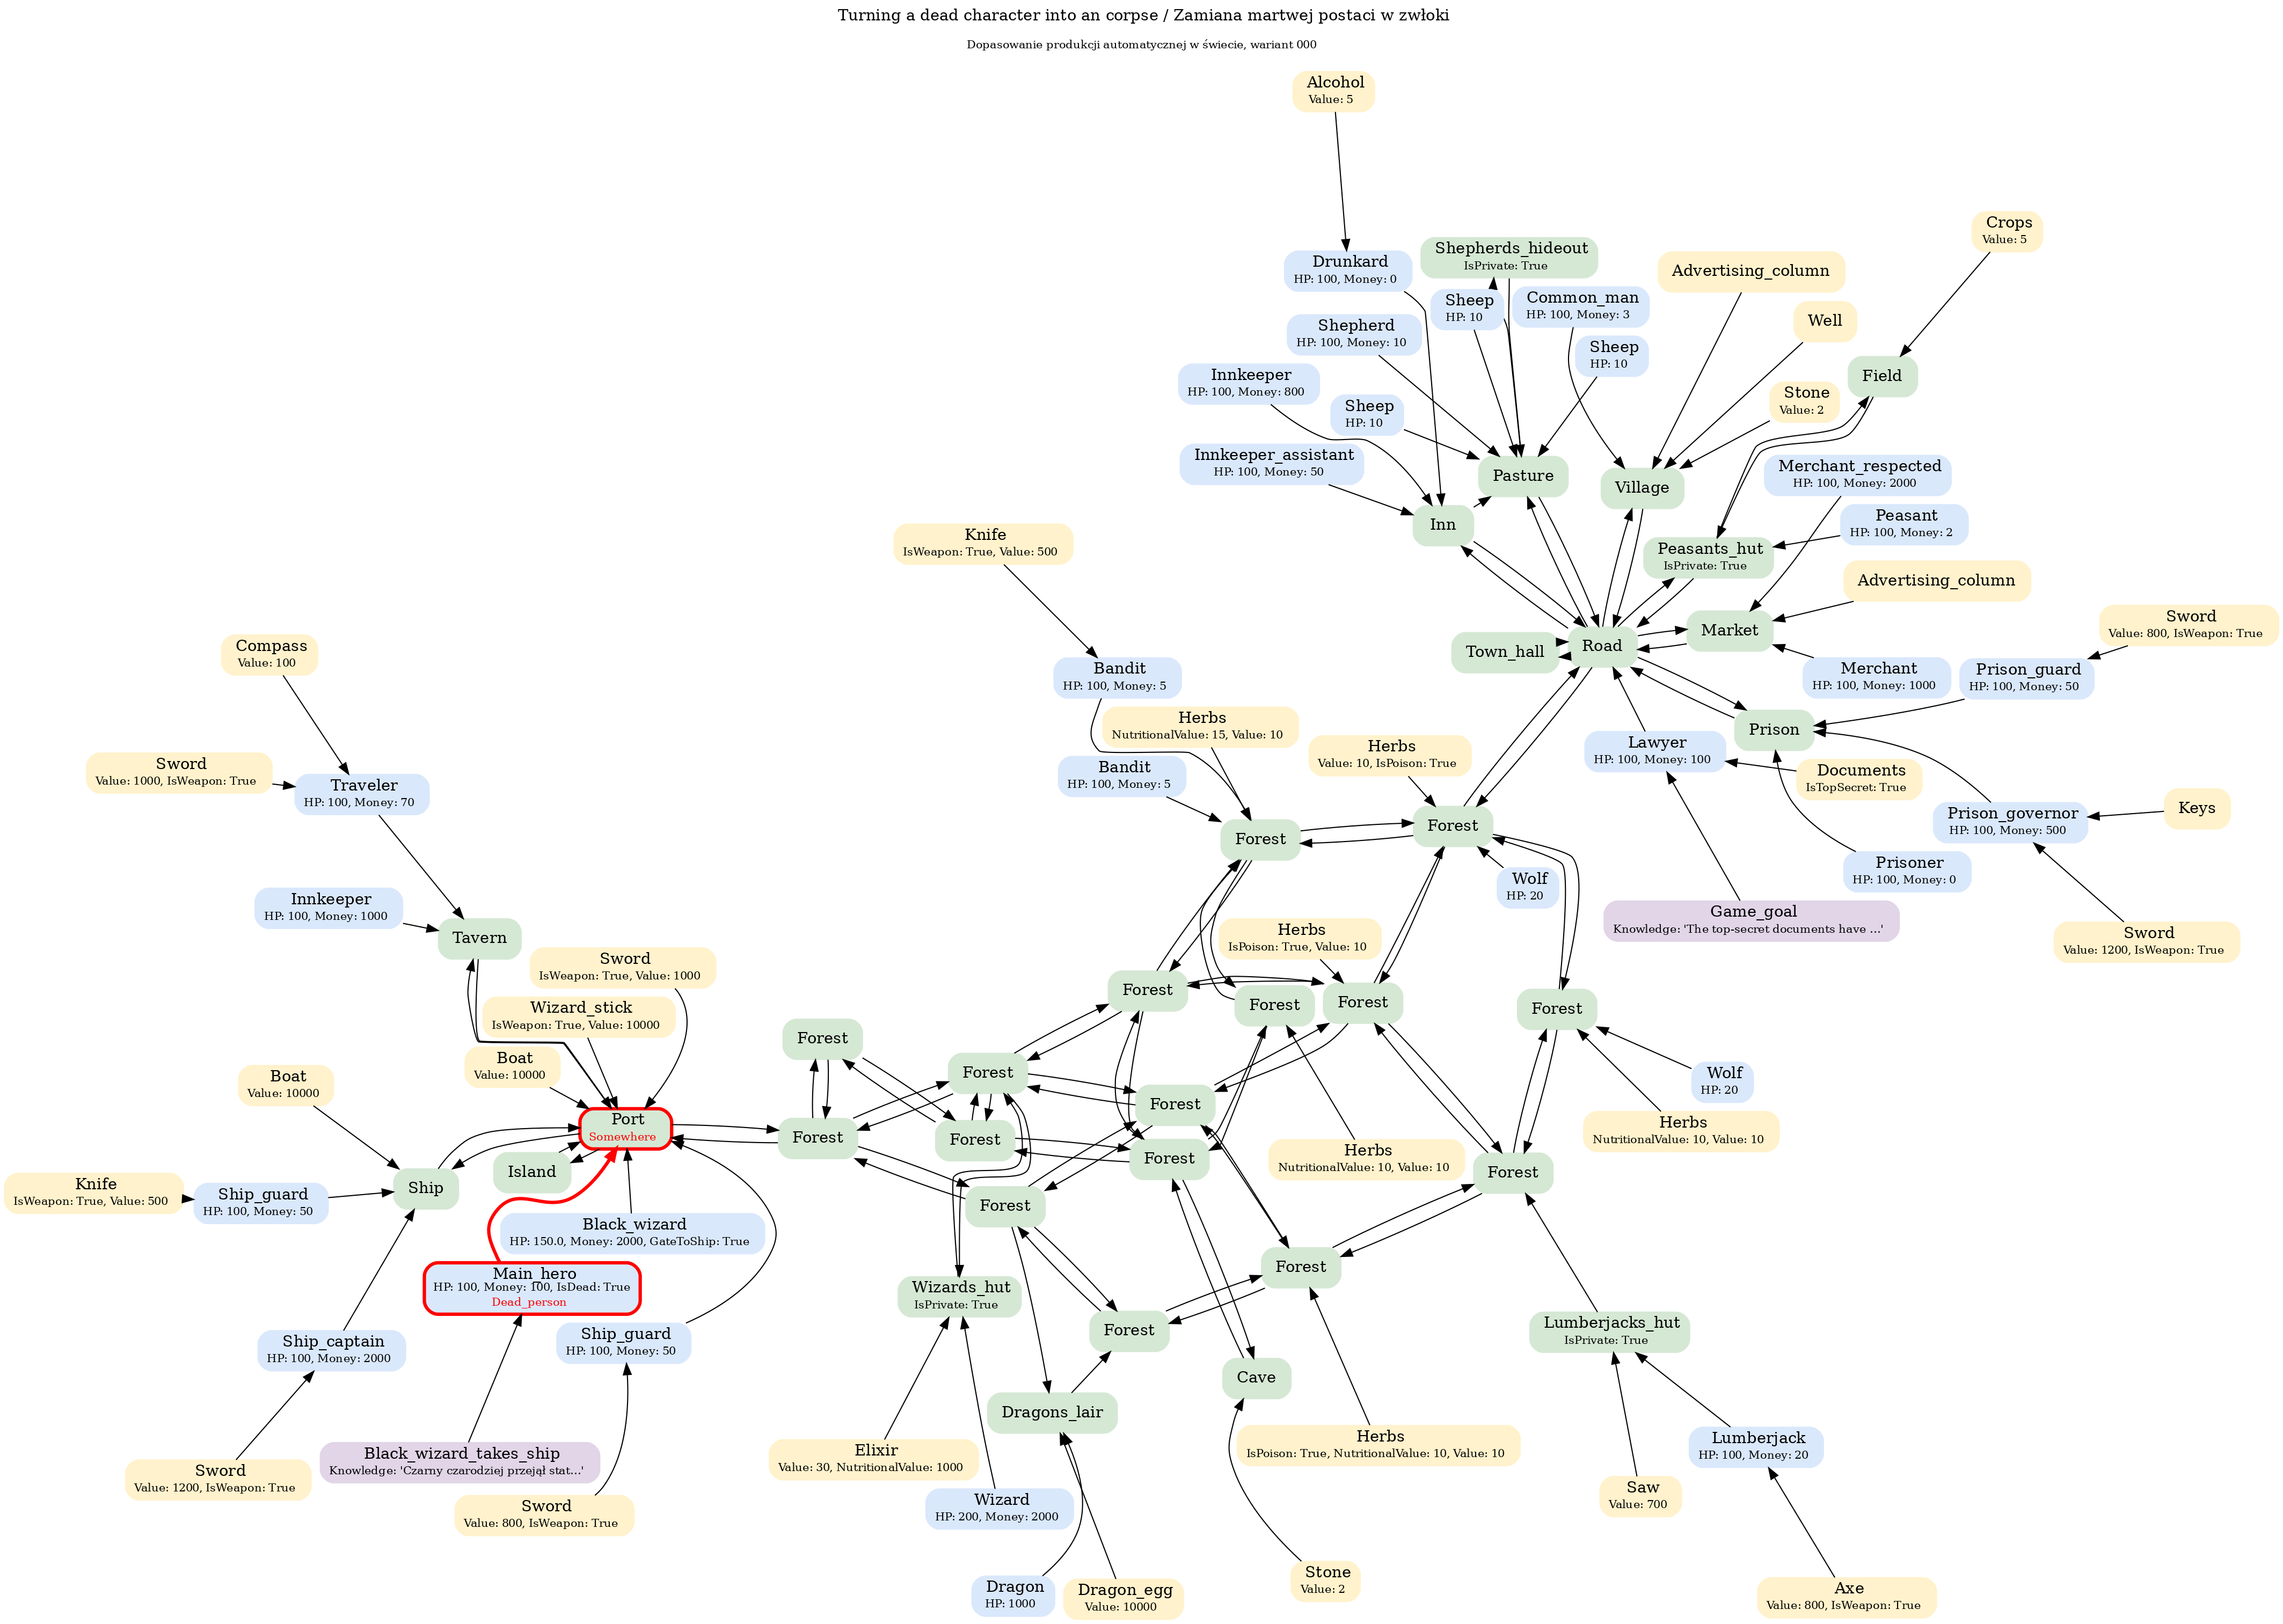 Turning a dead character into an corpse / Zamiana martwej postaci w zwłoki
Dopasowanie produkcji automatycznej w świecie, wariant 000
Alcohol
Value: 5
Crops
Value: 5
Drunkard
HP: 100, Money: 0
Shepherds_hideout
IsPrivate: True
Advertising_column
Sheep
HP: 10
Common_man
HP: 100, Money: 3
Well
Shepherd
HP: 100, Money: 10
Sheep
HP: 10
Field
Innkeeper
HP: 100, Money: 800
Stone
Value: 2
Sheep
HP: 10
Innkeeper_assistant
HP: 100, Money: 50
Pasture
Village
Merchant_respected
HP: 100, Money: 2000
Inn
Peasant
HP: 100, Money: 2
Knife
IsWeapon: True, Value: 500
Peasants_hut
IsPrivate: True
Advertising_column
Market
Sword
Value: 800, IsWeapon: True
Compass
Value: 100
Town_hall
Road
Bandit
HP: 100, Money: 5
Merchant
HP: 100, Money: 1000
Prison_guard
HP: 100, Money: 50
Herbs
NutritionalValue: 15, Value: 10
Prison
Herbs
Value: 10, IsPoison: True
Lawyer
HP: 100, Money: 100
Sword
Value: 1000, IsWeapon: True
Traveler
HP: 100, Money: 70
Bandit
HP: 100, Money: 5
Documents
IsTopSecret: True
Keys
Prison_governor
HP: 100, Money: 500
Forest
Forest
Prisoner
HP: 100, Money: 0
Wolf
HP: 20
Innkeeper
HP: 100, Money: 1000
Game_goal
Knowledge: 'The top-secret documents have ...'
Tavern
Herbs
IsPoison: True, Value: 10
Sword
Value: 1200, IsWeapon: True
Sword
IsWeapon: True, Value: 1000
Forest
Forest
Forest
Forest
Wizard_stick
IsWeapon: True, Value: 10000
Forest
Boat
Value: 10000
Forest
Boat
Value: 10000
Wolf
HP: 20
Forest
Port
Somewhere
Forest
Forest
Herbs
NutritionalValue: 10, Value: 10
Forest
Herbs
NutritionalValue: 10, Value: 10
Island
Forest
Ship
Knife
IsWeapon: True, Value: 500
Ship_guard
HP: 100, Money: 50
Forest
Black_wizard
HP: 150.0, Money: 2000, GateToShip: True
Forest
Main_hero
HP: 100, Money: 100, IsDead: True
Dead_person
Wizards_hut
IsPrivate: True
Forest
Lumberjacks_hut
IsPrivate: True
Ship_captain
HP: 100, Money: 2000
Ship_guard
HP: 100, Money: 50
Cave
Dragons_lair
Black_wizard_takes_ship
Knowledge: 'Czarny czarodziej przejął stat...'
Elixir
Value: 30, NutritionalValue: 1000
Herbs
IsPoison: True, NutritionalValue: 10, Value: 10
Lumberjack
HP: 100, Money: 20
Sword
Value: 1200, IsWeapon: True
Saw
Value: 700
Sword
Value: 800, IsWeapon: True
Wizard
HP: 200, Money: 2000
Stone
Value: 2
Dragon
HP: 1000
Dragon_egg
Value: 10000
Axe
Value: 800, IsWeapon: True